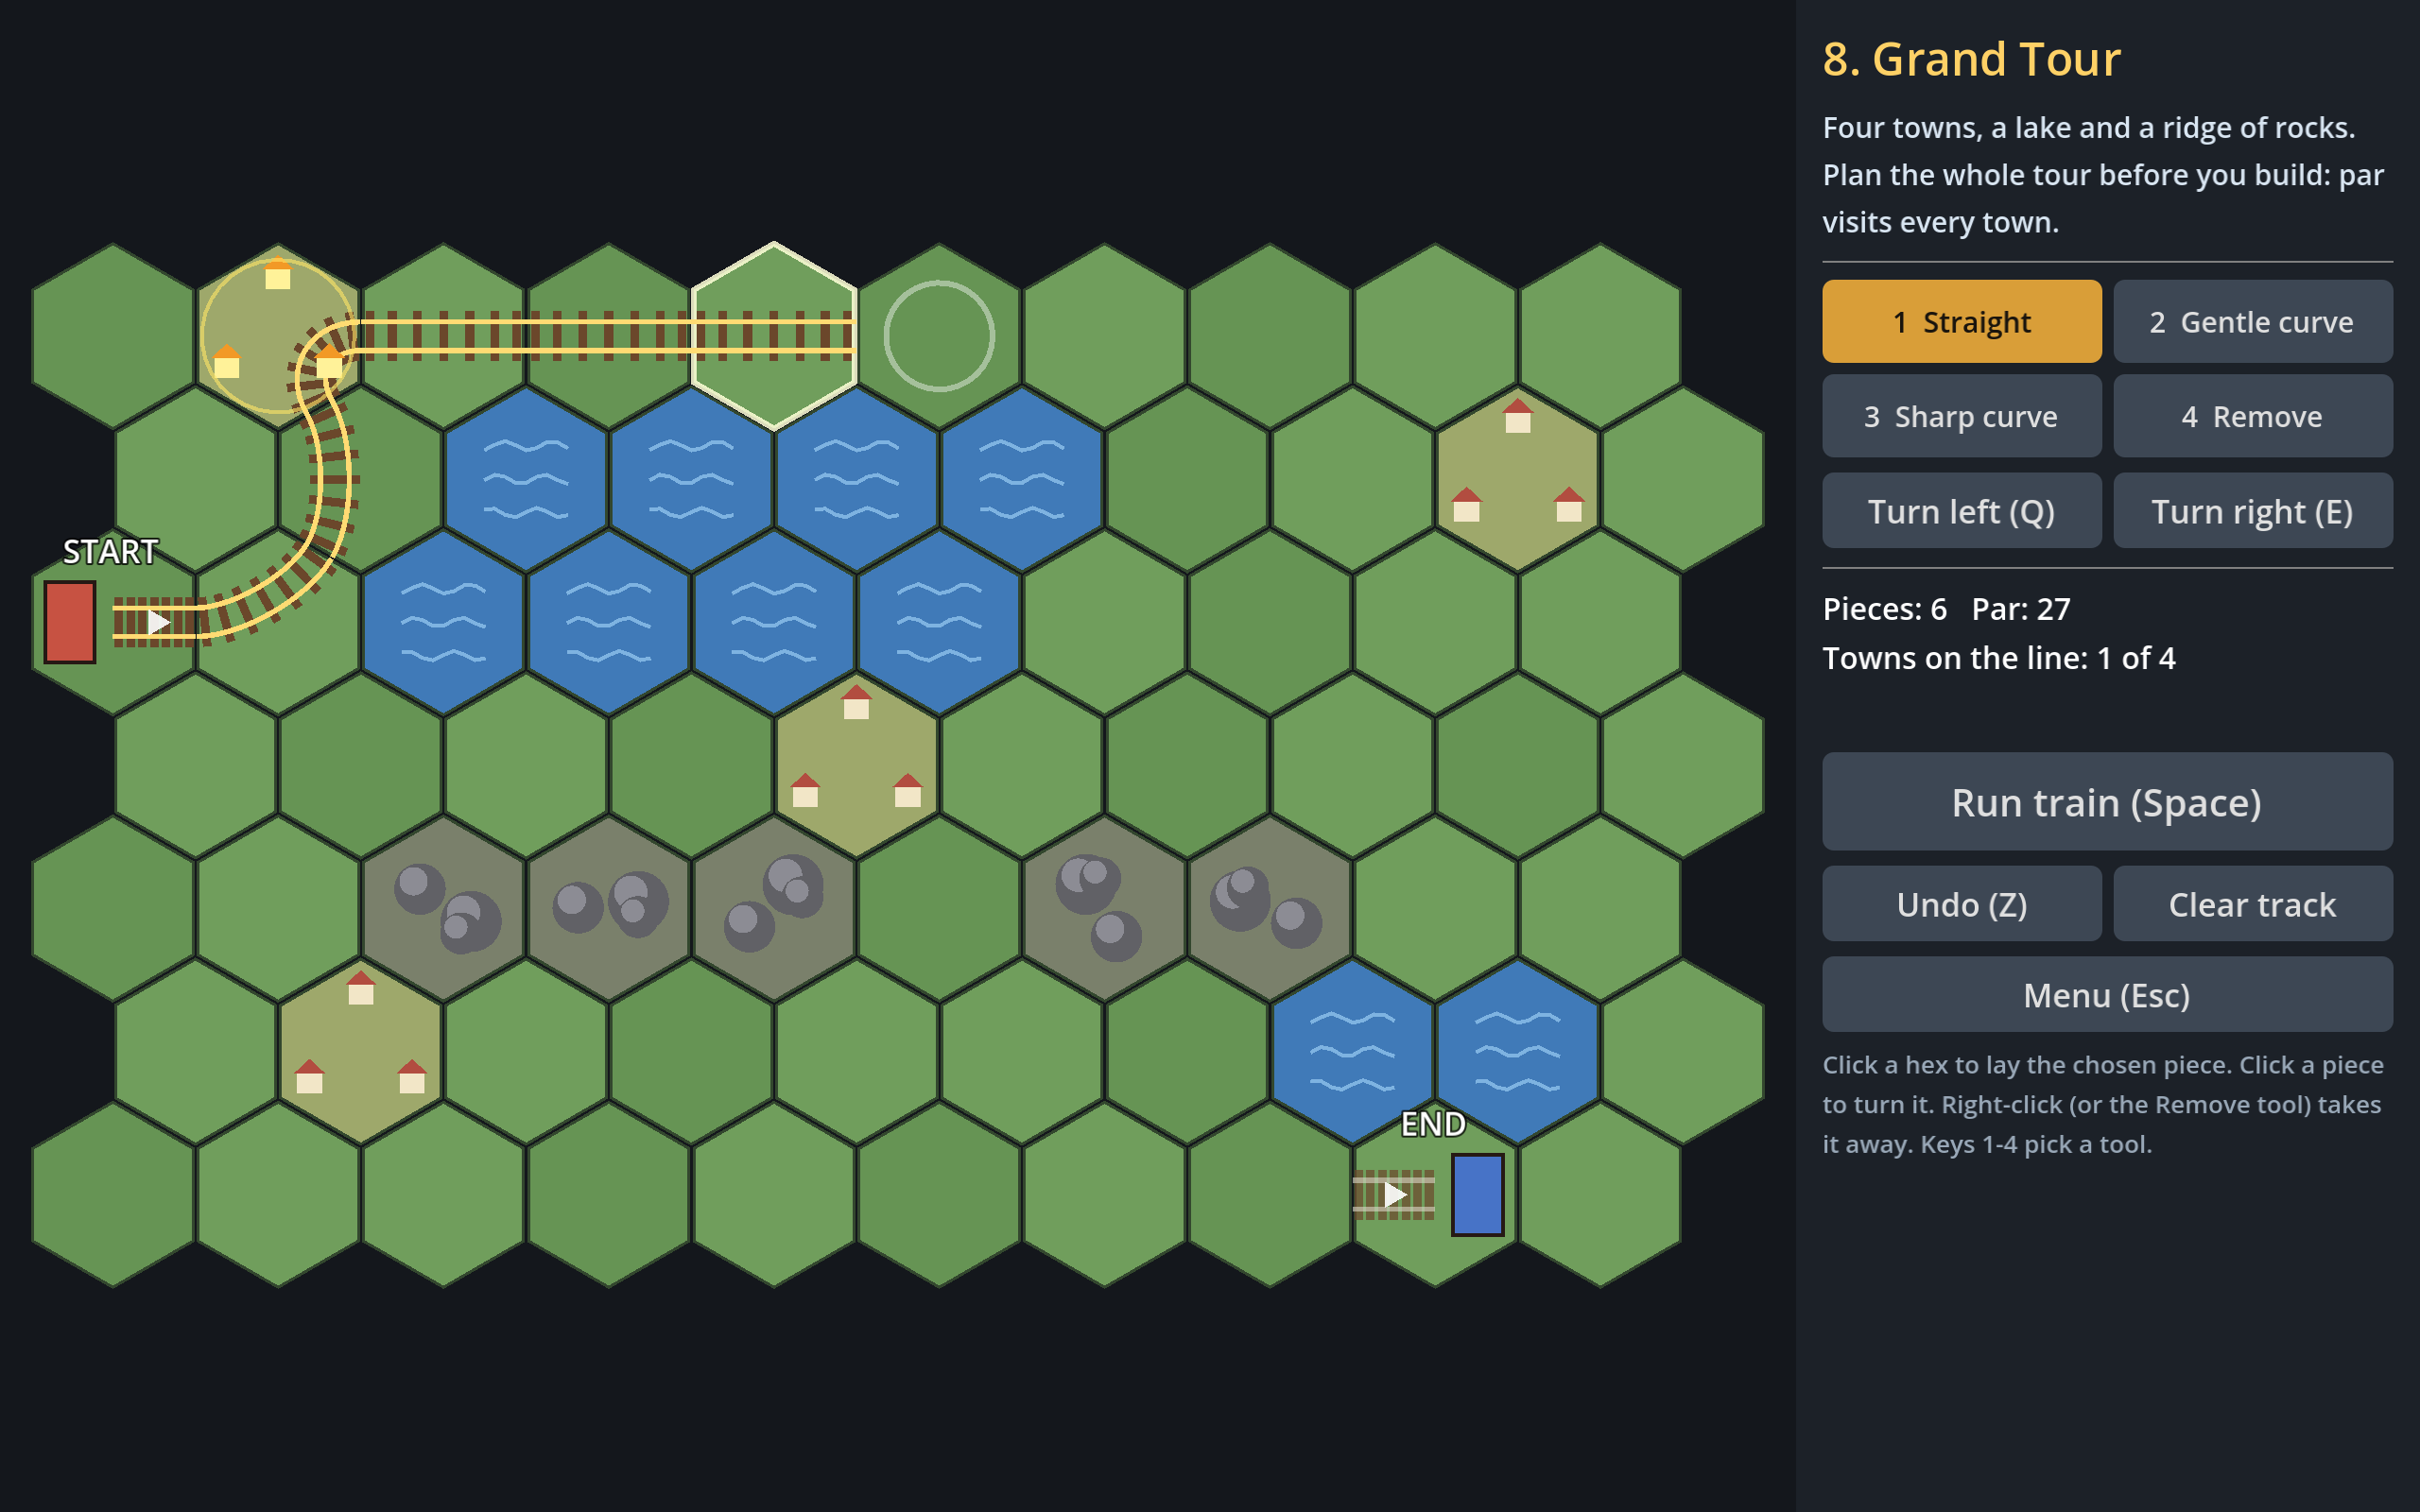 8. Grand Tour
Four towns, a lake and a ridge of rocks.
Plan the whole tour before you build: par
visits every town.
1 Straight
2 Gentle curve
3 Sharp curve
4 Remove
Turn left (Q)
Turn right (E)
START
Pieces: 6 Par: 27
Towns on the line: 1 of 4
Run train (Space)
Undo (Z)
Clear track
Menu (Esc)
Click a hex to lay the chosen piece. Click a piece
to turn it. Right-click (or the Remove tool) takes
it away. Keys 1-4 pick a tool.
END